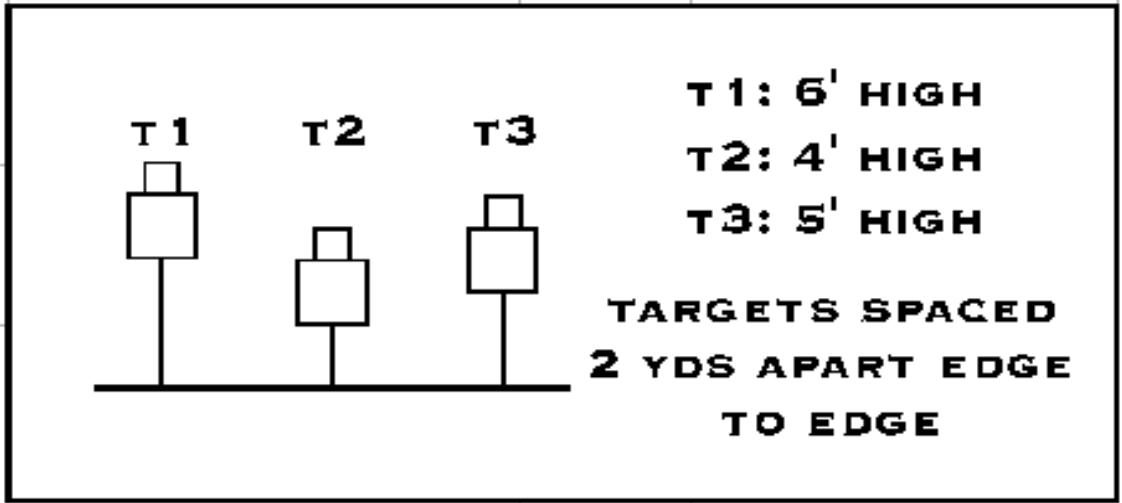 T1 T2 T3
T1: 6' HIGH
T2: 4' HIGH
T3: 5' HIGH
TARGETS SPACED
2 YDS APART EDGE
TO EDGE